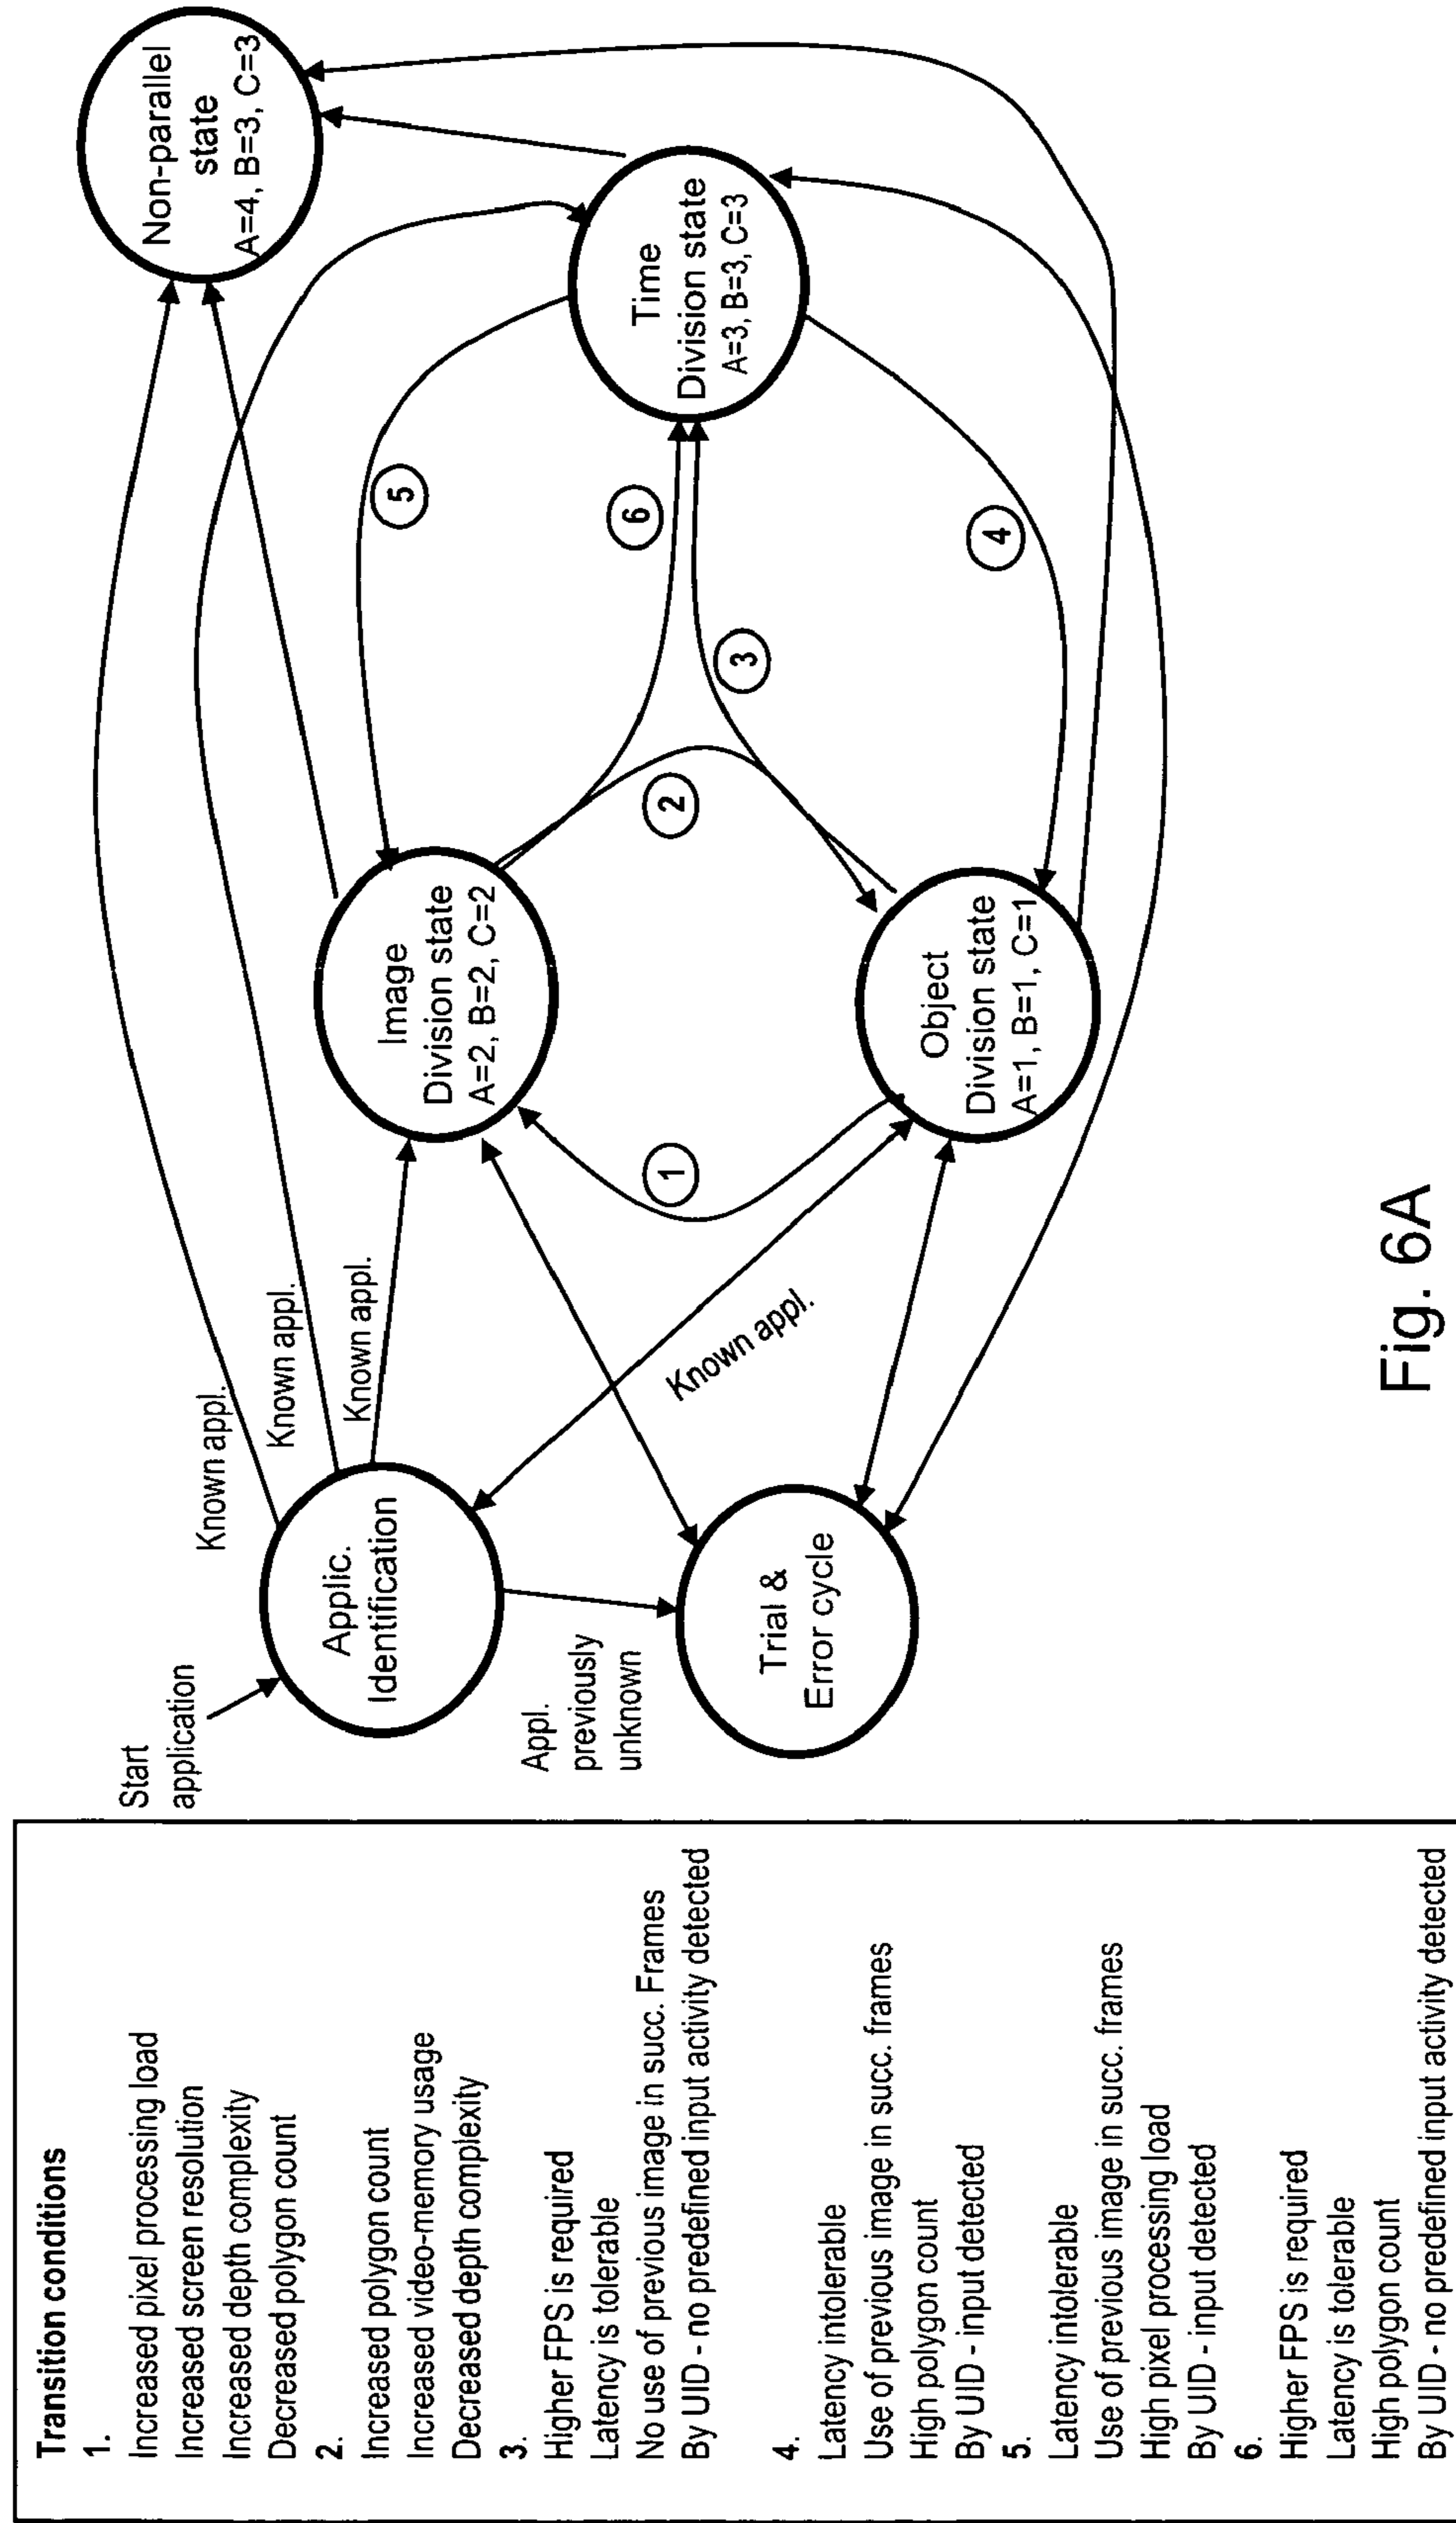 Transition conditions
1.
Increased pixel processing load
Increased screen resolution
Increased depth complexity
Decreased polygon count
2.
Increased polygon count
Increased video-memory usage
Decreased depth complexity
3.
Higher FPS is required
Latency is tolerable
No use of previous image in succ. Frames
By UID - no predefined input activity detected
4.
Latency intolerable
Use of previous image in succ. frames
High polygon count
By UID - input detected
5.
Latency intolerable
Use of previous image in succ. frames
High pixel processing load
By UID - input detected
6.
Higher FPS is required
Latency is tolerable
High polygon count
By UID - no predefined input activity detected
Start
application
Applic.
Identification
Known appl.
Known appl.
Known appl.
Known appl.
Appl.
previously
unknown
Trial &
Error cycle
Image
Division state
A=2, B=2, C=2
Object
Division state
A=1, B=1, C=1
1
2
3
4
5
6
Time
Division state
A=3, B=3, C=3
Non-parallel
state
A=4, B=3, C=3
Fig. 6A